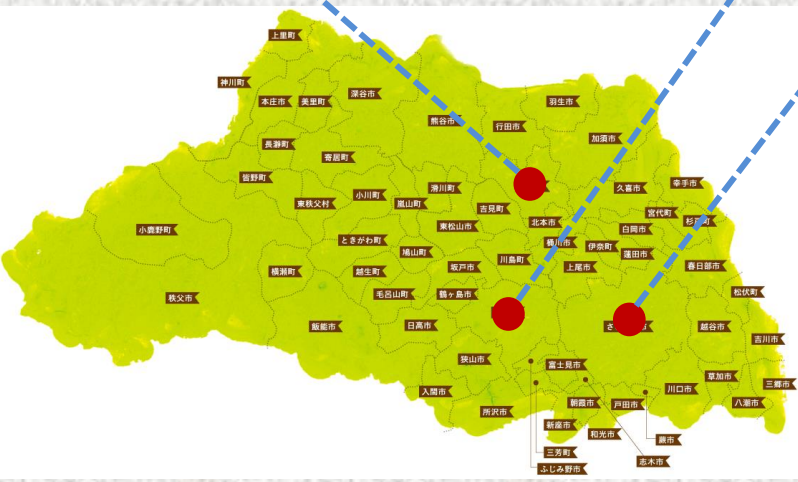 上里町
神川町
本庄市
美里町
深谷市
熊谷市
行田市
羽生市
加須市
長瀞町
寄居町
皆野町
東秩父村
小川町
嵐山町
滑川町
吉見町
北本市
久喜市
幸手市
宮代町
白岡市
小鹿野町
ときがわ町
東松山市
鳩山町
川島町
桶川市
伊奈町
蓮田市
上尾市
春日部市
横瀬町
越生町
坂戸市
毛呂山町
鶴ヶ島市
松伏町
秩父市
飯能市
日高市
越谷市
吉川市
狭山市
富士見市
入間市
所沢市
朝霞市
戸田市
川口市
草加市
三郷市
八潮市
新座市
和光市
蕨市
三芳町
志木市
ふじみ野市